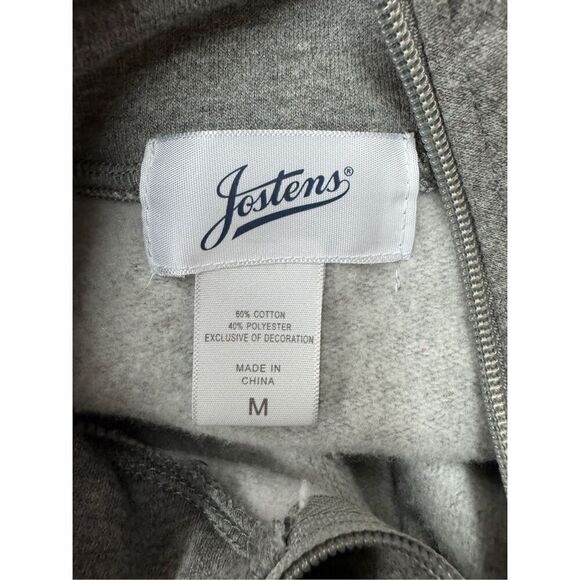 Jostens®
60% COTTON
40% POLYESTER
EXCLUSIVE OF DECORATION
MADE IN
CHINA
M